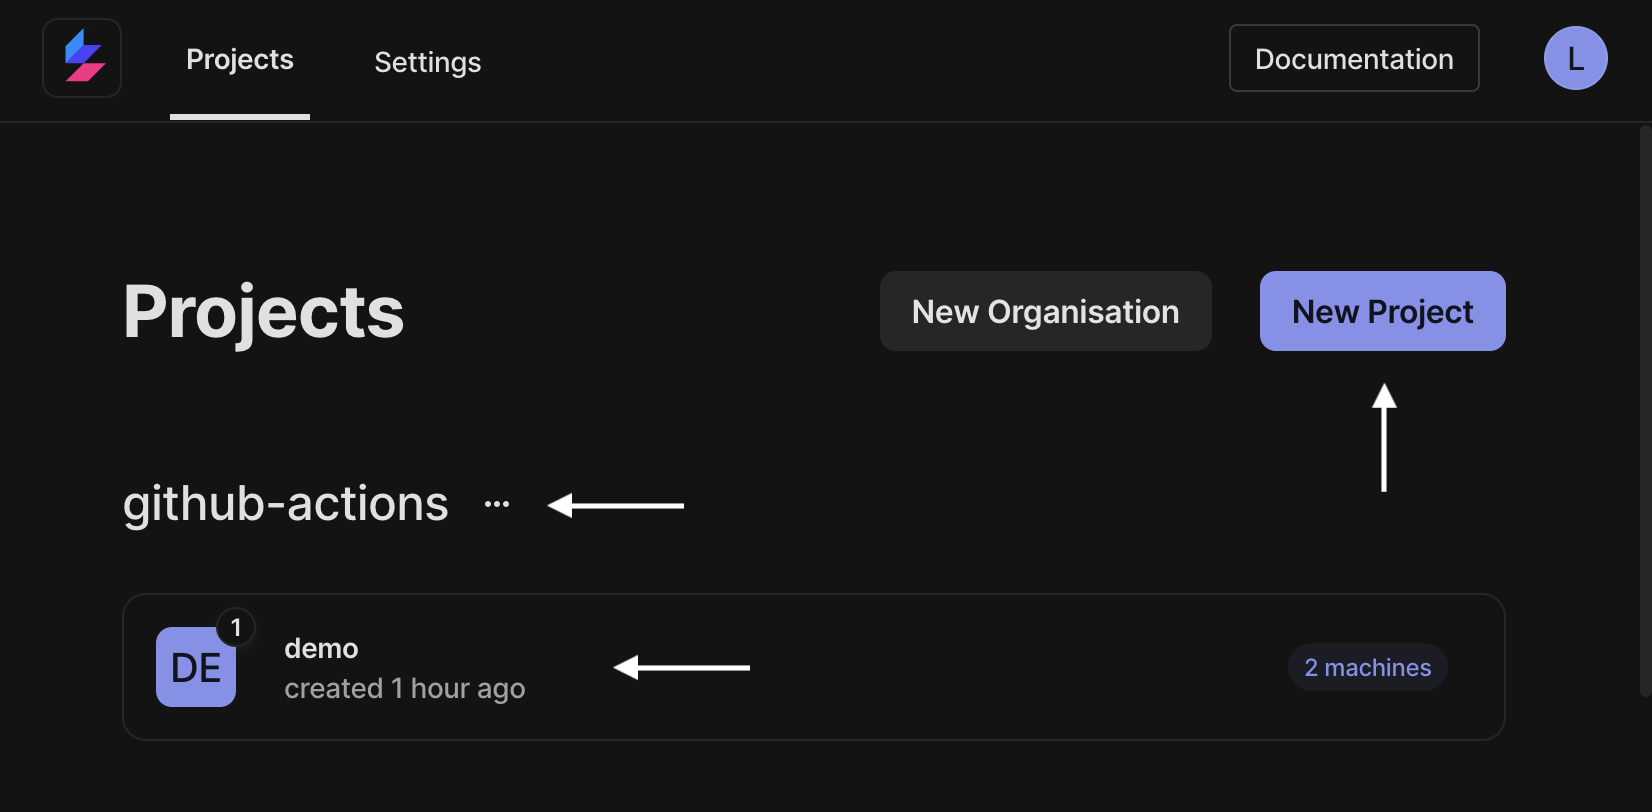 Projects
Settings
Documentation
L
Projects
New Organisation
New Project
github-actions ···
DE
1
demo
created 1 hour ago
2 machines